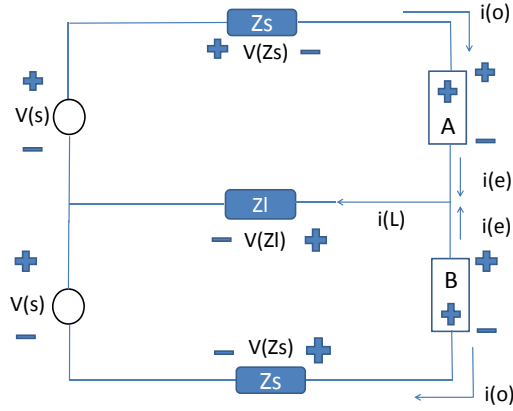 Zs
i(o)
V(Zs)
V(s)
A
i(e)
Zl
i(L)
i(e)
V(Zl)
B
V(s)
V(Zs)
Zs
i(o)